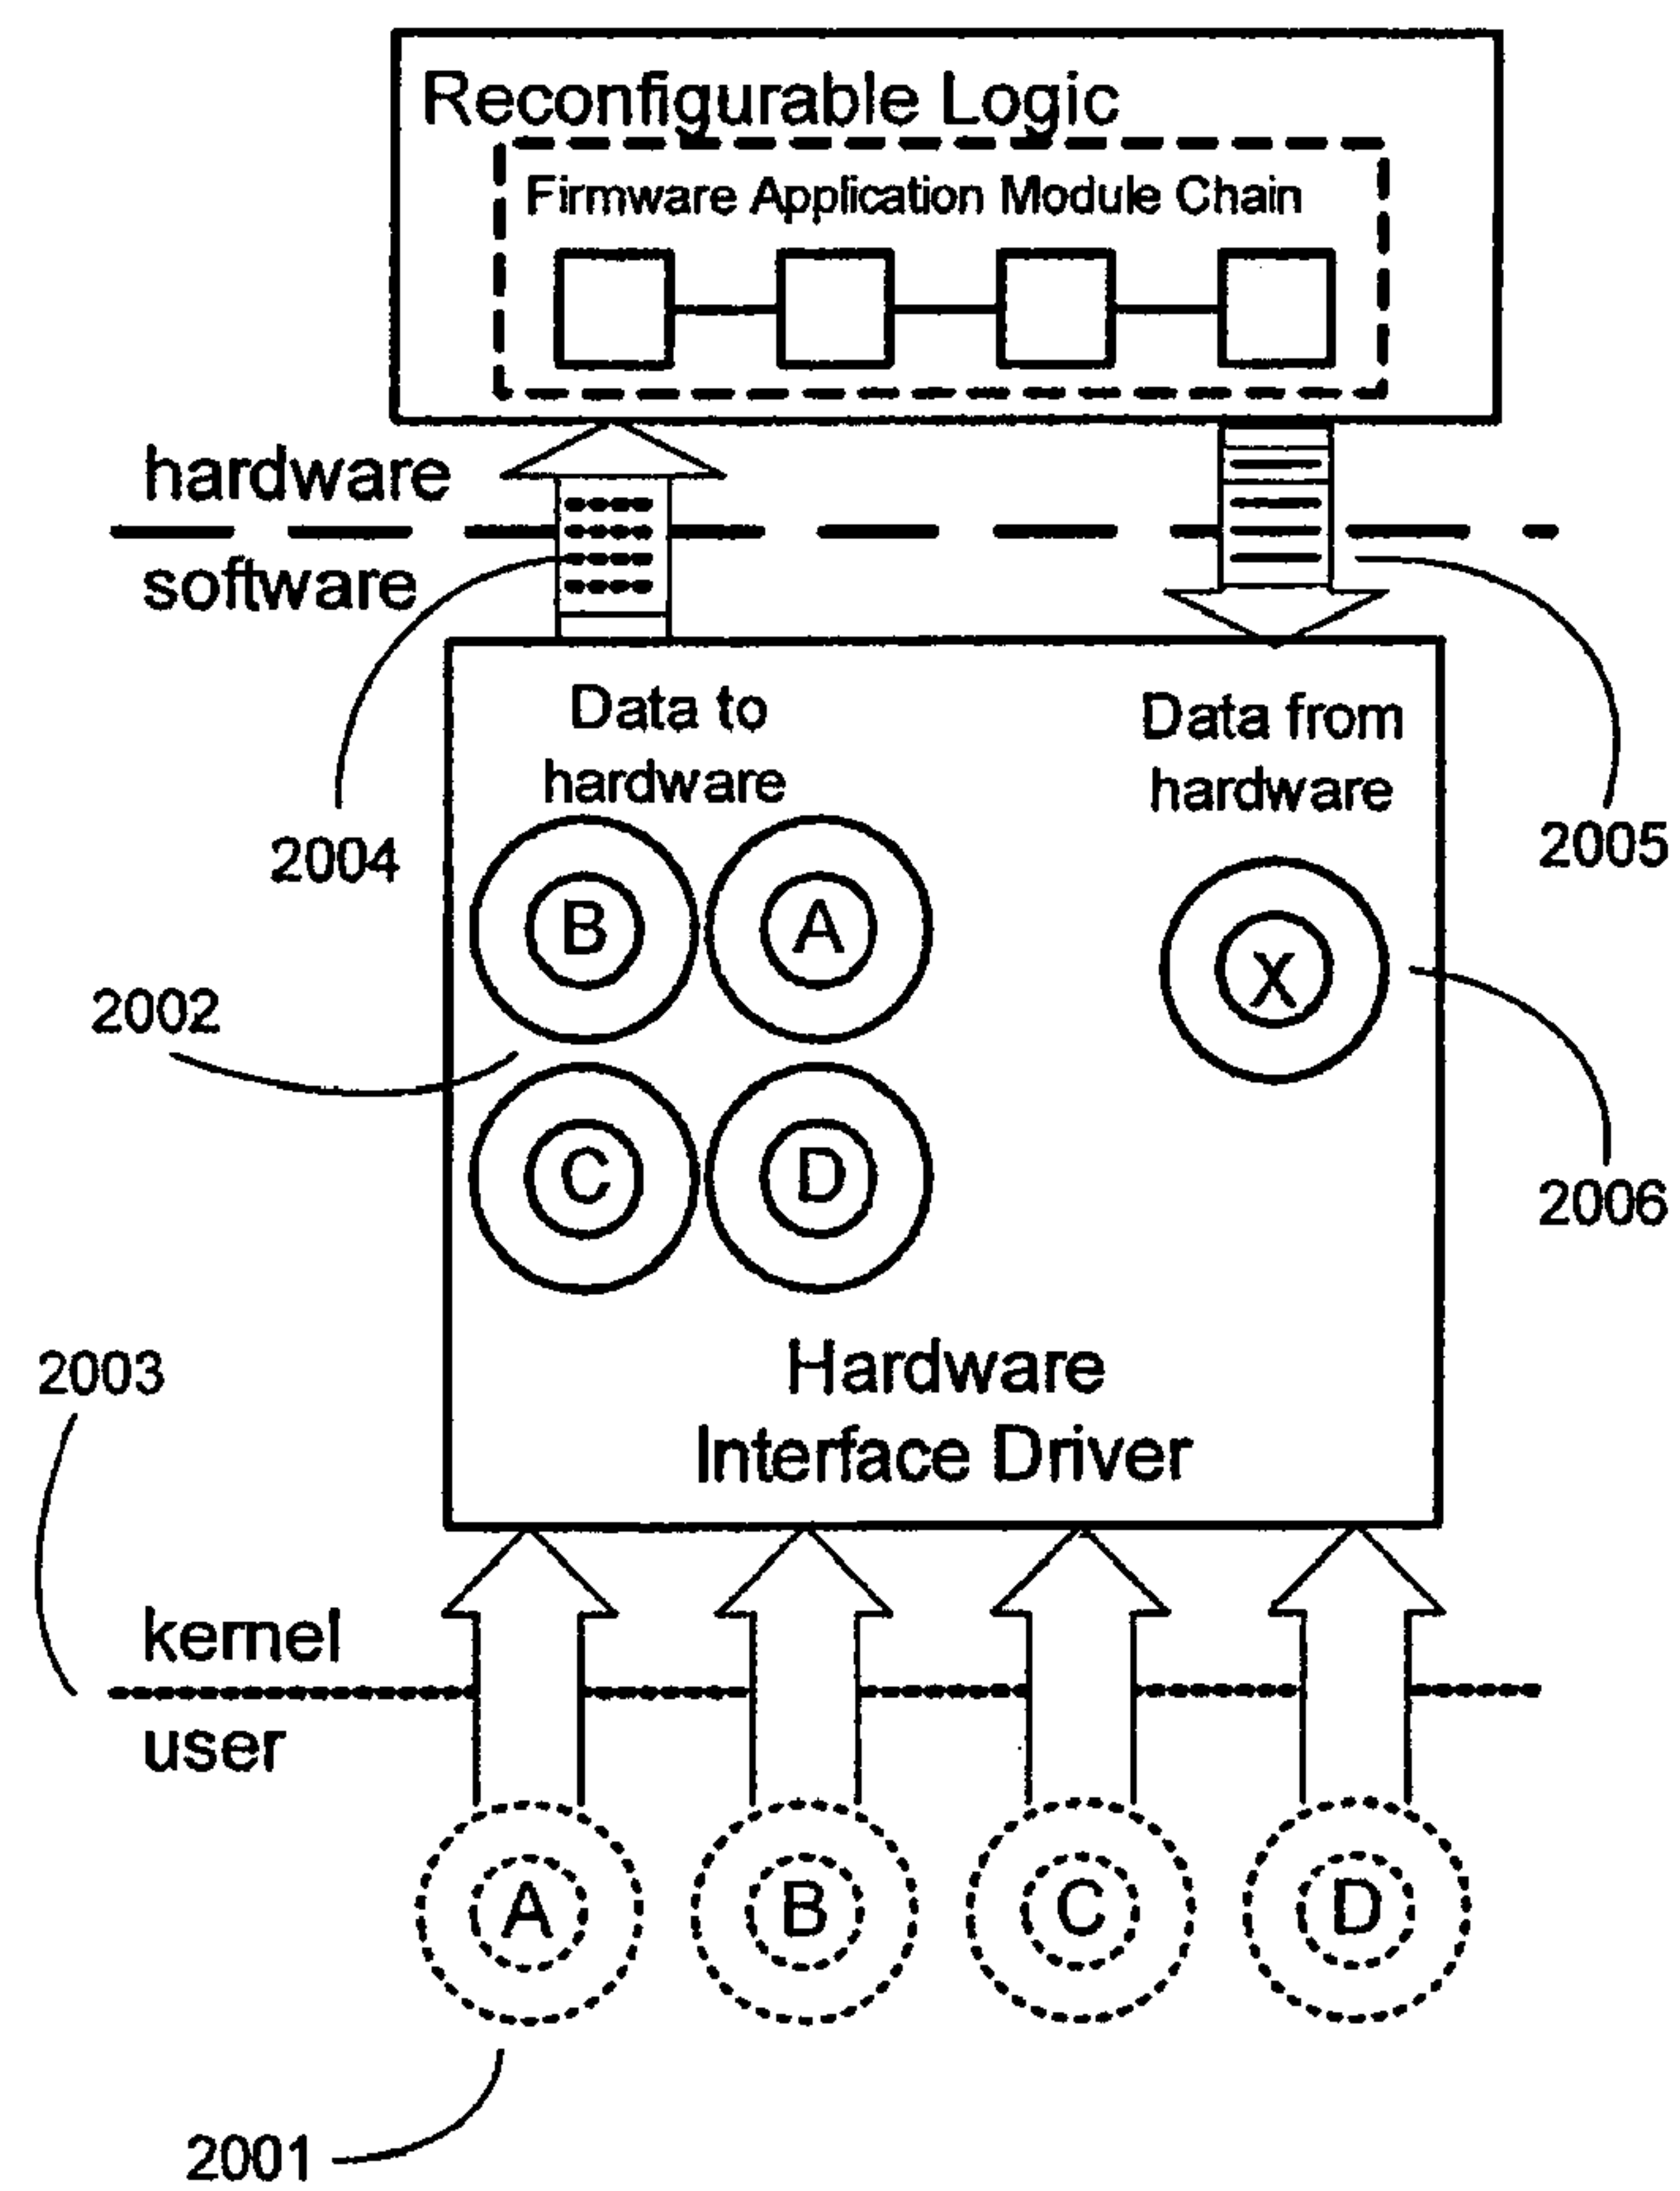 Reconfigurable Logic
Firmware Application Module Chain
hardware
software
Data to
hardware
Data from
hardware
2004
2005
B
A
X
2002
C
D
2006
Hardware
Interface Driver
2003
kernel
user
A
B
C
D
2001